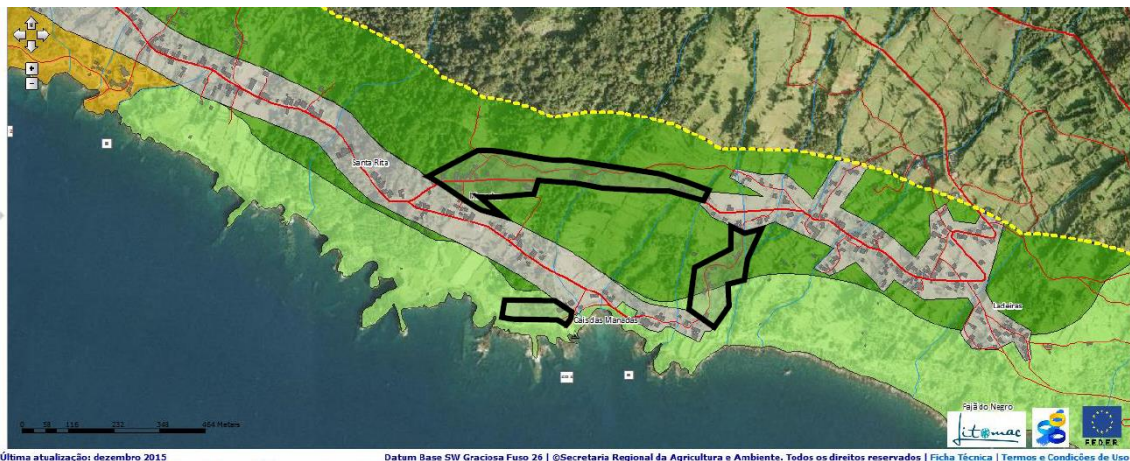 Santa Rita
Cais das Manadas
Ladeiras
Fajã do Negro
0 58 116 232 348 464 Meters
Litomac
FEDER
Última atualização: dezembro 2015
Datum Base SW Graciosa Fuso 26 | ©Secretaria Regional da Agricultura e Ambiente. Todos os direitos reservados | Ficha Técnica | Termos e Condições de Uso